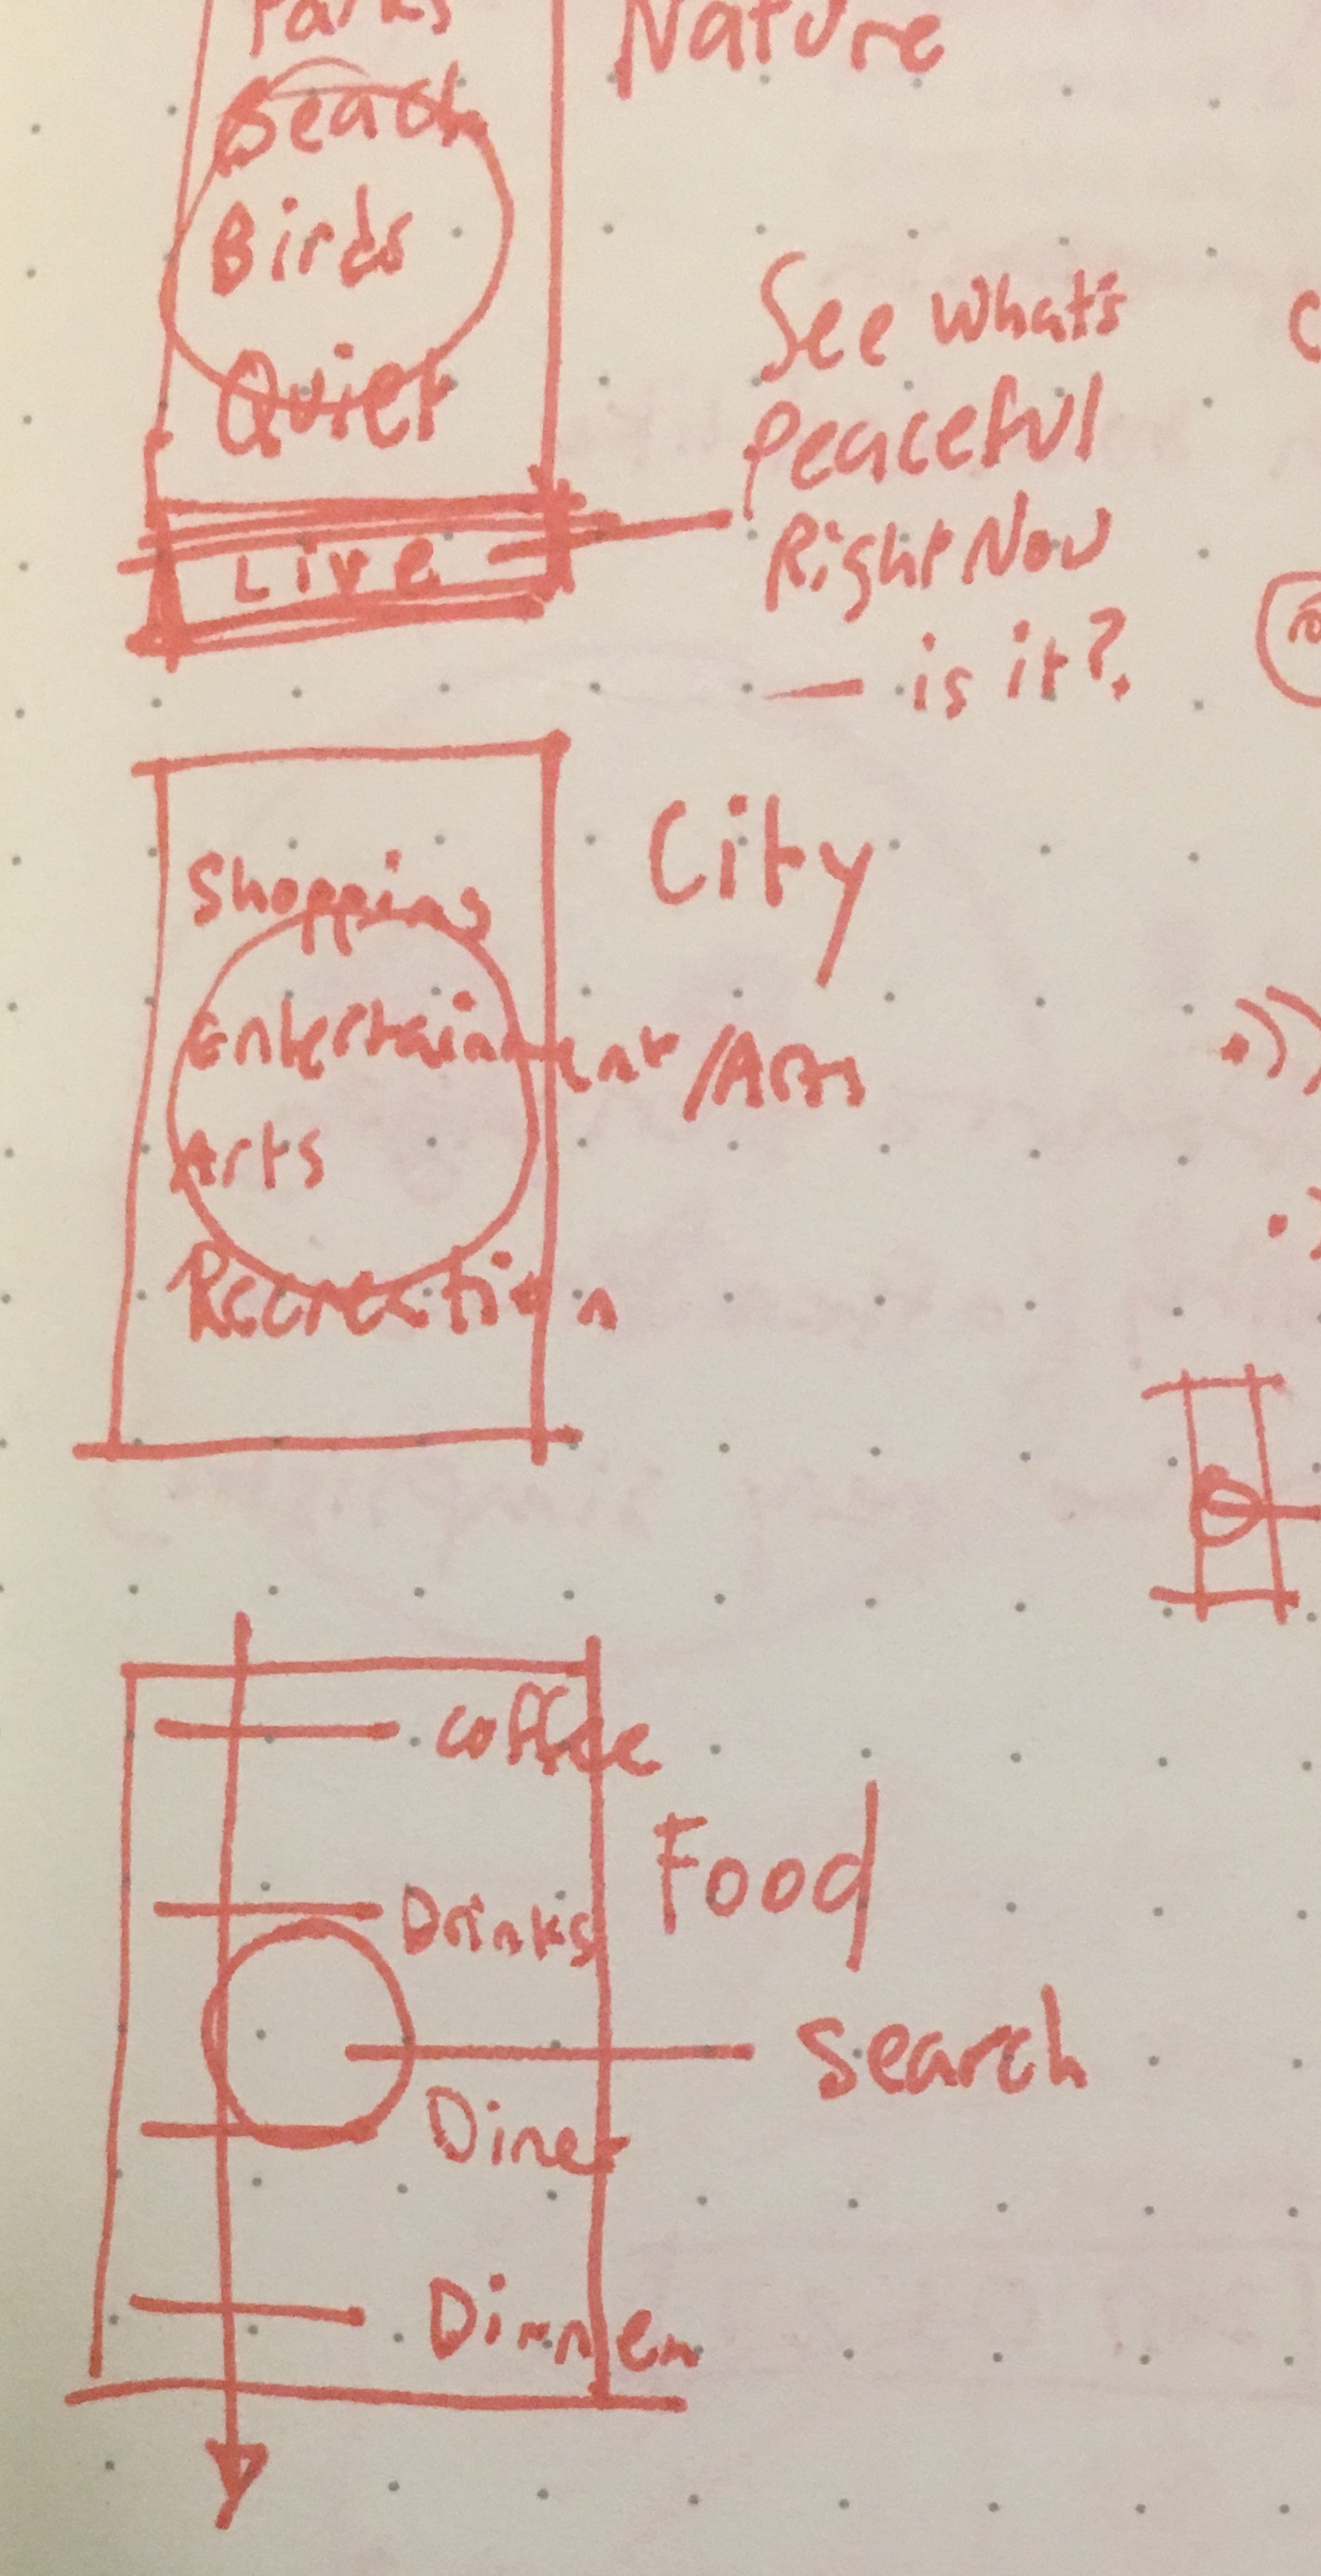 Parks
Nature
Beach
Birds
Quiet
Live
See what's
Peaceful
Right Now
— is it?
City
Shopping
Entertainment/Arts
Arts
Recreation
coffee
Food
Drinks
Search
Diner
Dinner